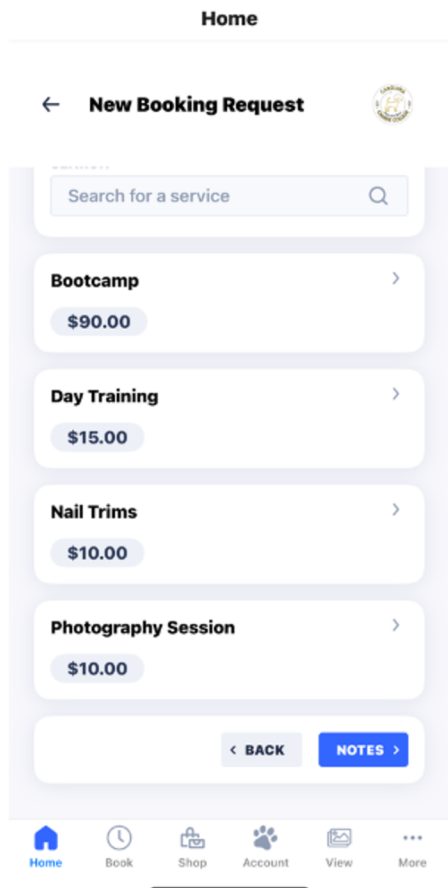 Home
New Booking Request
Search for a service
Bootcamp
$90.00
Day Training
$15.00
Nail Trims
$10.00
Photography Session
$10.00
BACK
NOTES
Home
Book
Shop
Account
View
More